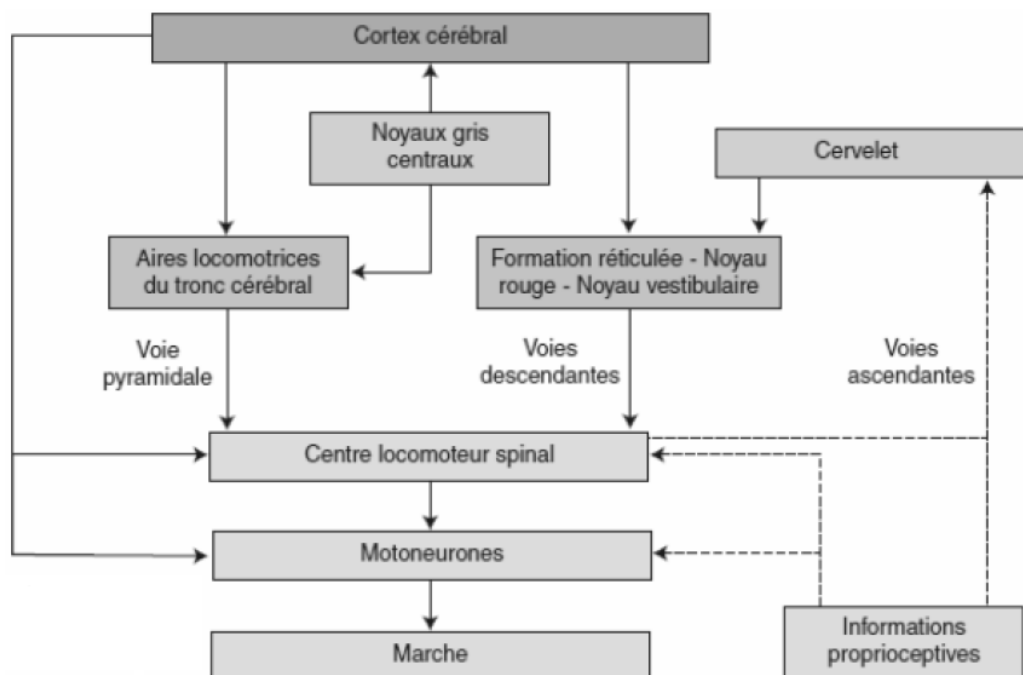 Cortex cérébral
Noyaux gris
centraux
Cervelet
Aires locomotrices
du tronc cérébral
Formation réticulée - Noyau
rouge - Noyau vestibulaire
Voie
pyramidale
Voies
descendantes
Voies
ascendantes
Centre locomoteur spinal
Motoneurones
Informations
proprioceptives
Marche